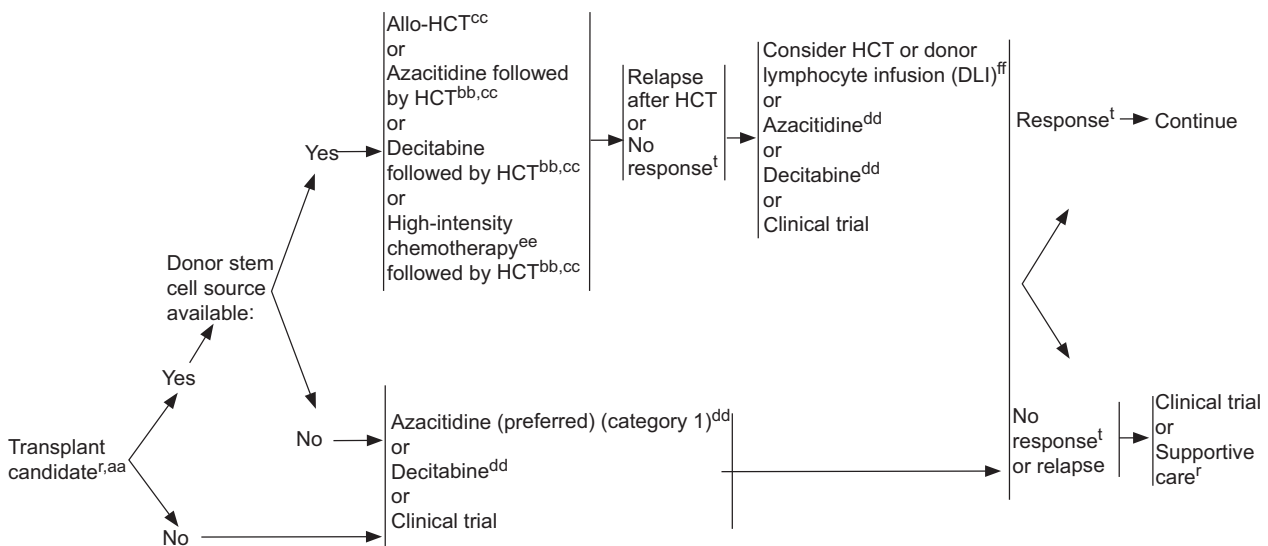 Transplant
candidate^r,aa
Yes
No
Donor stem
cell source
available:
Yes
No
Allo-HCT^cc
or
Azacitidine followed
by HCT^bb,cc
or
Decitabine
followed by HCT^bb,cc
or
High-intensity
chemotherapy^ee
followed by HCT^bb,cc
Relapse
after HCT
or
No
response^t
Consider HCT or donor
lymphocyte infusion (DLI)^ff
or
Azacitidine^dd
or
Decitabine^dd
or
Clinical trial
Azacitidine (preferred) (category 1)^dd
or
Decitabine^dd
or
Clinical trial
Response^t
Continue
No
response^t
or relapse
Clinical trial
or
Supportive
care^r